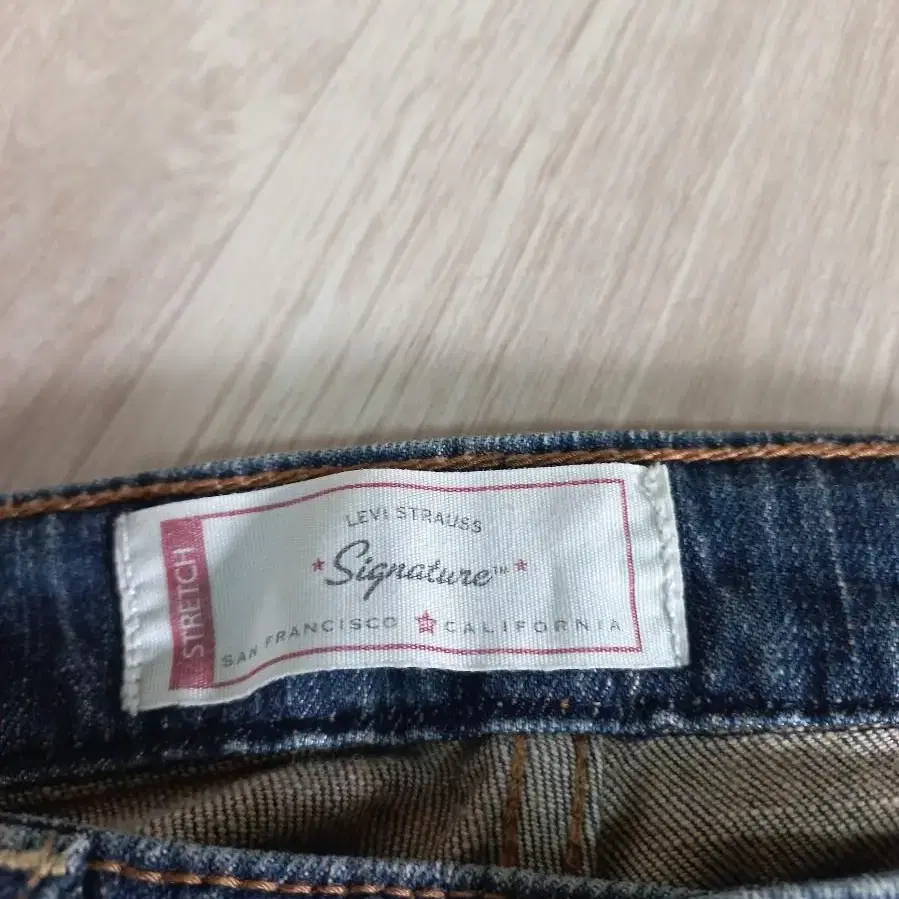 STRETCH
LEVI STRAUSS
Signature™
SAN FRANCISCO CALIFORNIA